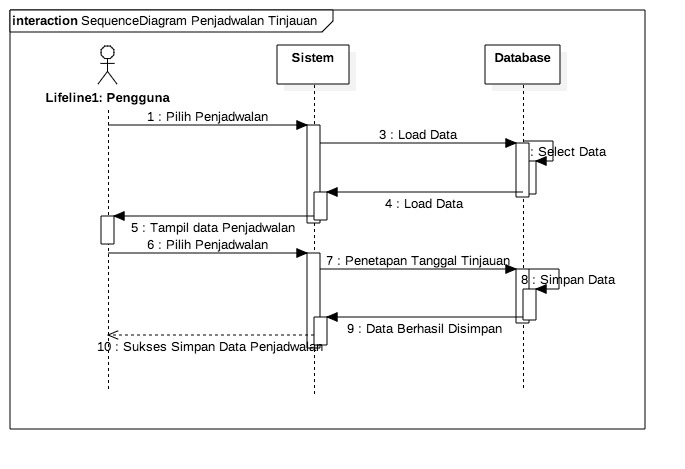 interaction SequenceDiagram Penjadwalan Tinjauan
Sistem
Database
Lifeline1: Pengguna
1 : Pilih Penjadwalan
3 : Load Data
: Select Data
4 : Load Data
5 : Tampil data Penjadwalan
6 : Pilih Penjadwalan
7 : Penetapan Tanggal Tinjauan
8 : Simpan Data
9 : Data Berhasil Disimpan
10 : Sukses Simpan Data Penjadwalan